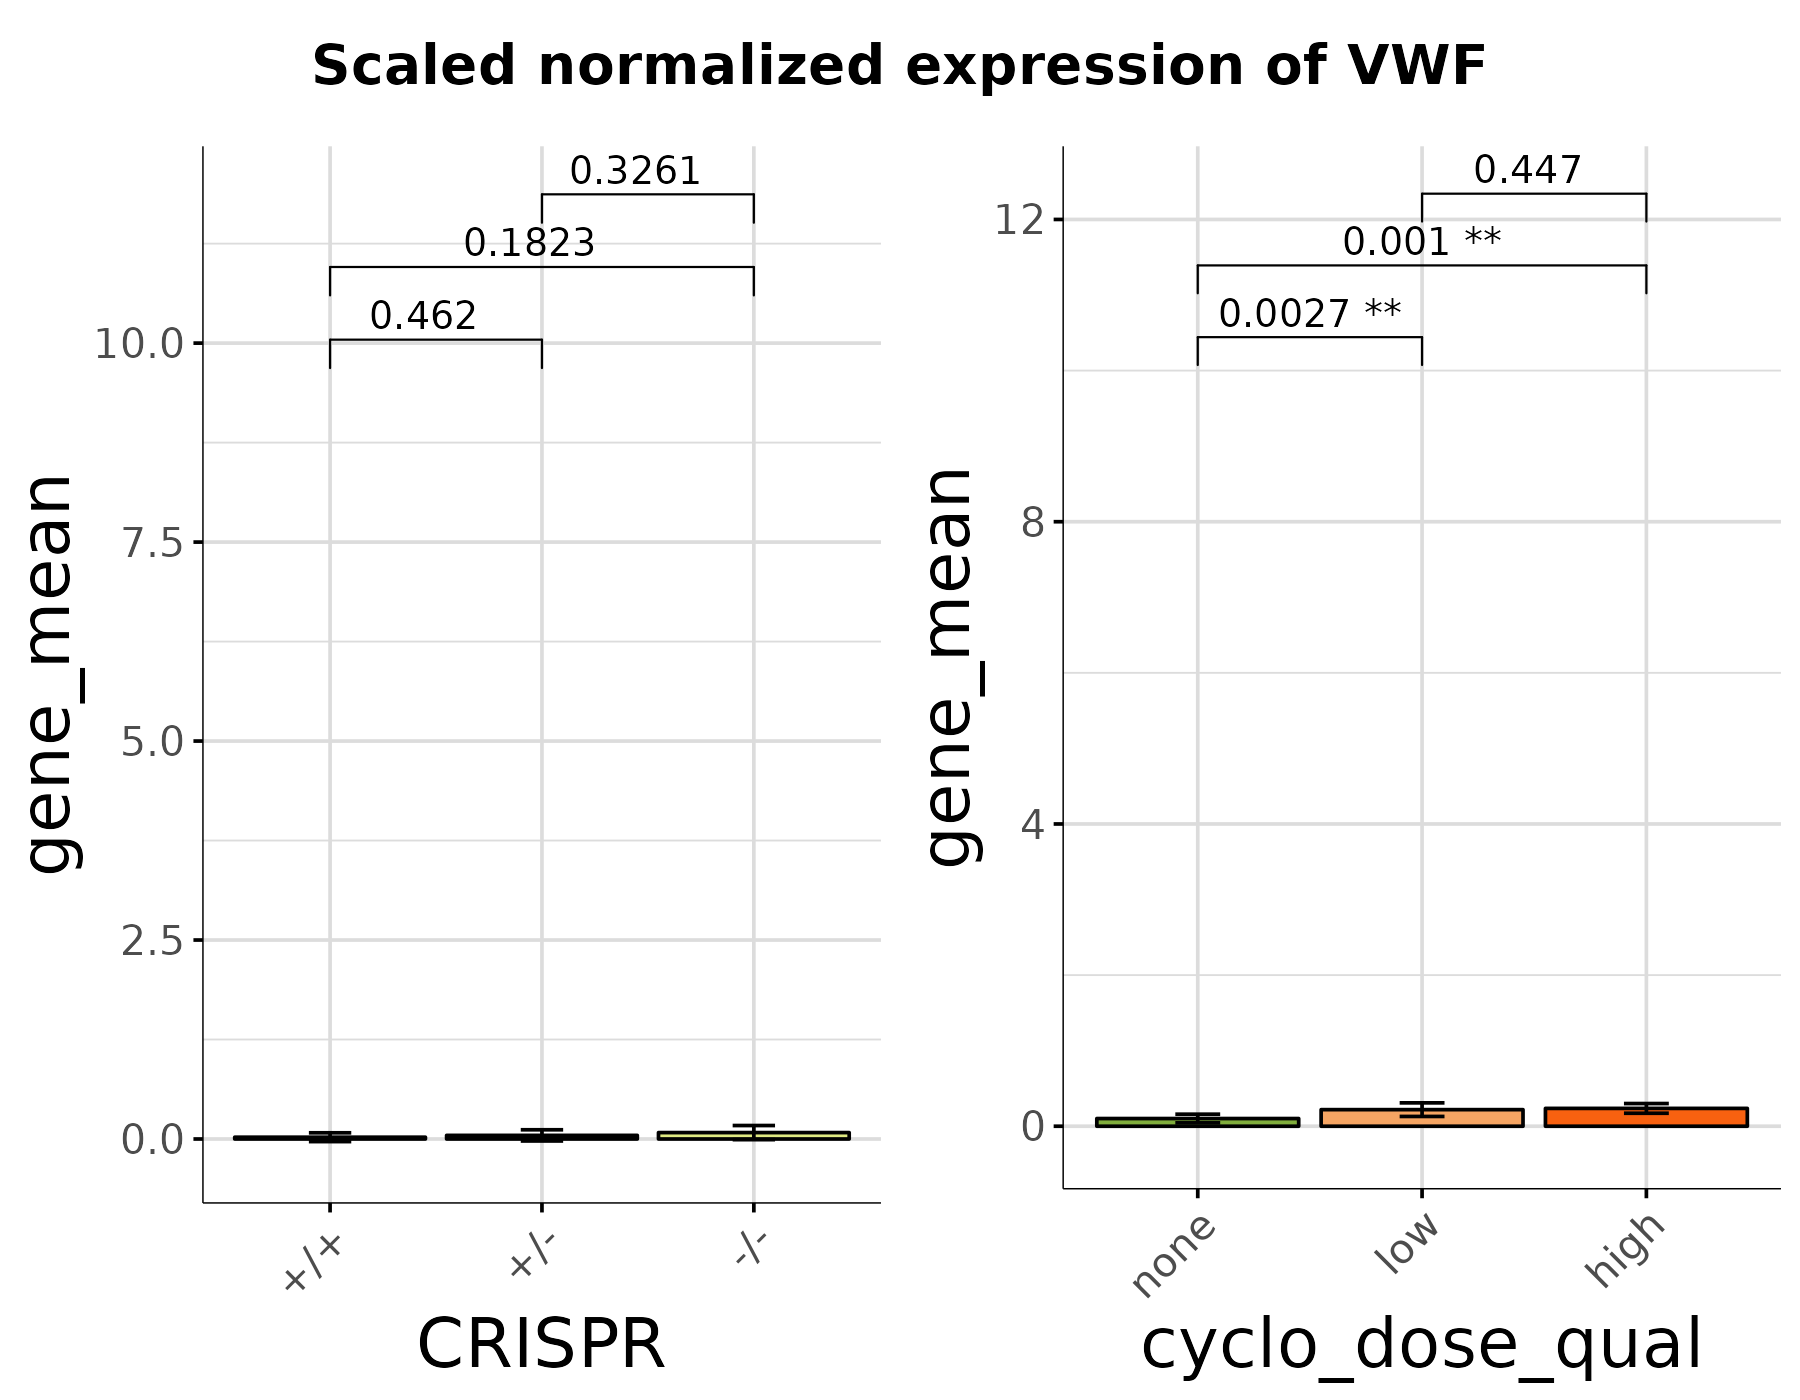 Scaled normalized expression of VWF
0.3261
0.1823
0.462
10.0
7.5
5.0
2.5
0.0
gene_mean
+/+
+/-
-/-
CRISPR
0.447
0.001 **
0.0027 **
12
8
4
0
gene_mean
none
low
high
cyclo_dose_qual